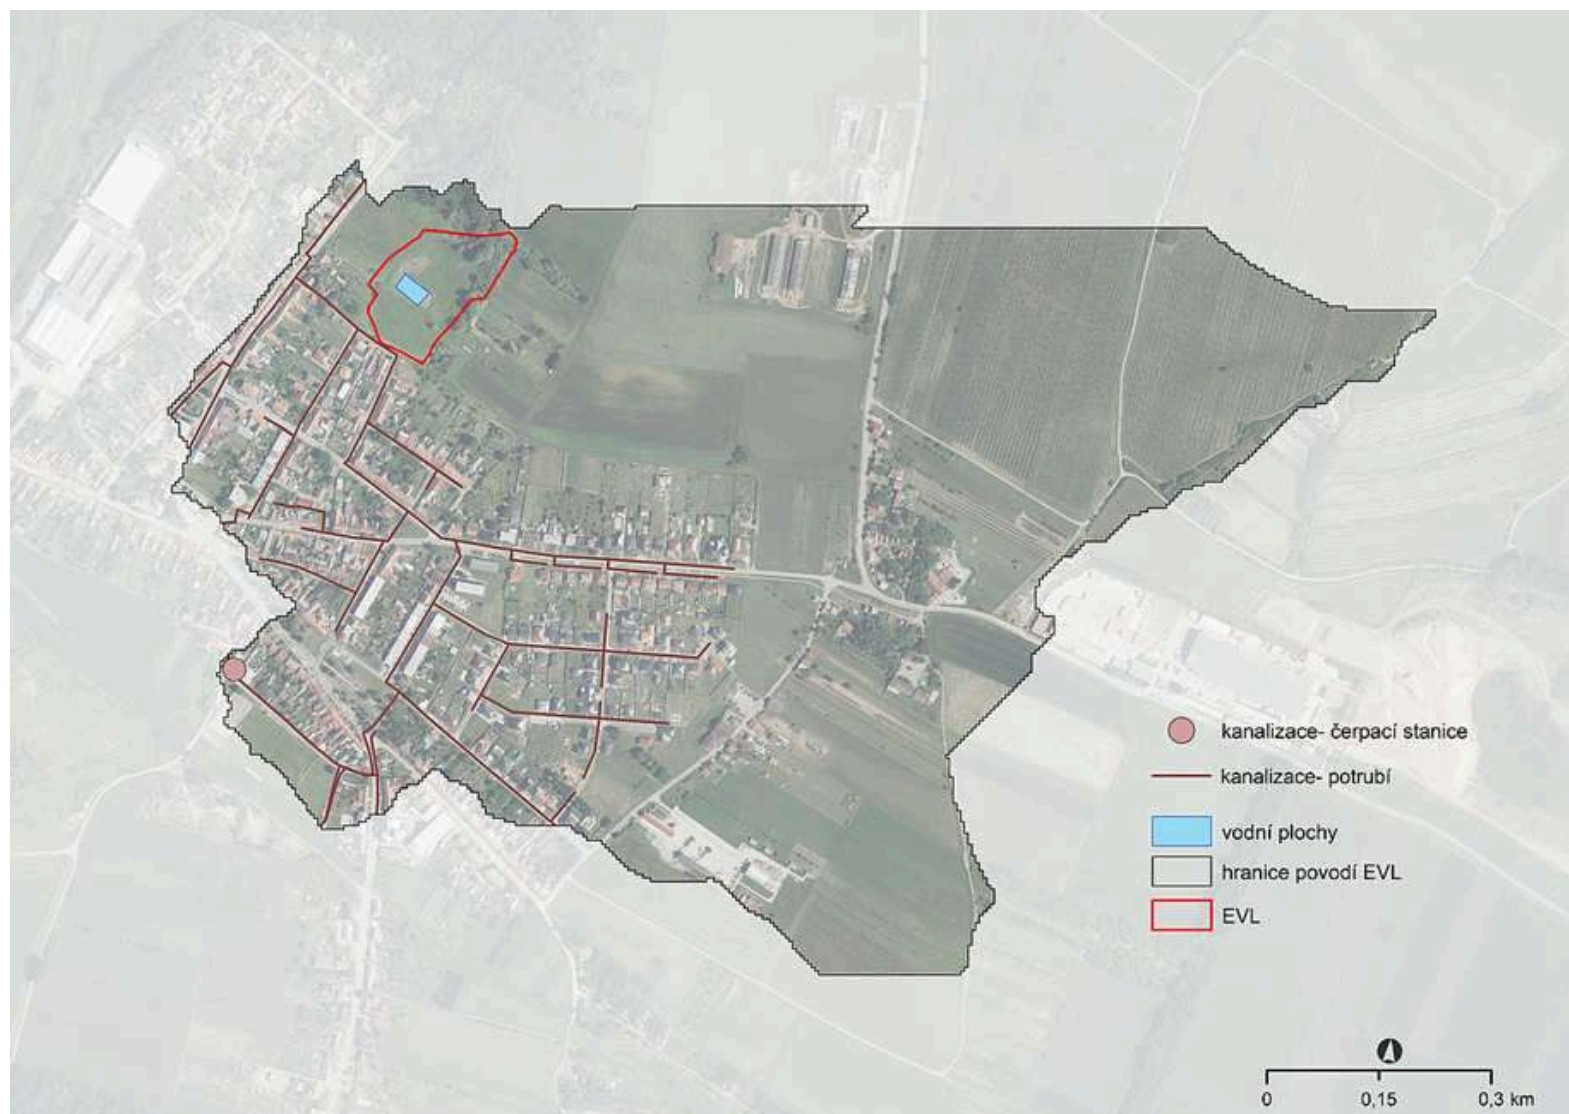 kanalizace- čerpací stanice
kanalizace- potrubí
vodní plochy
hranice povodí EVL
EVL
0 0,15 0,3 km